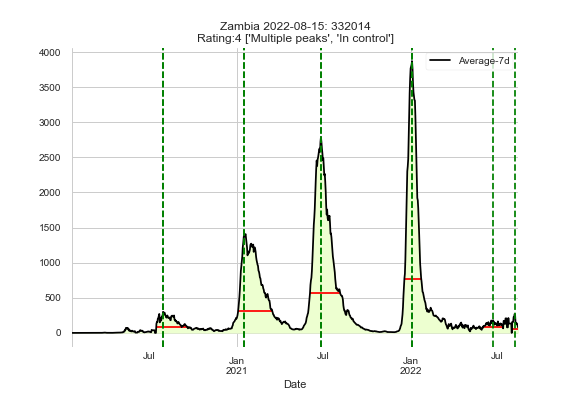 Zambia 2022-08-15: 332014
Rating:4 ['Multiple peaks', 'In control']
Average-7d
4000
3500
3000
2500
2000
1500
1000
500
0
Jul
Jan
2021
Jul
Jan
2022
Jul
Date